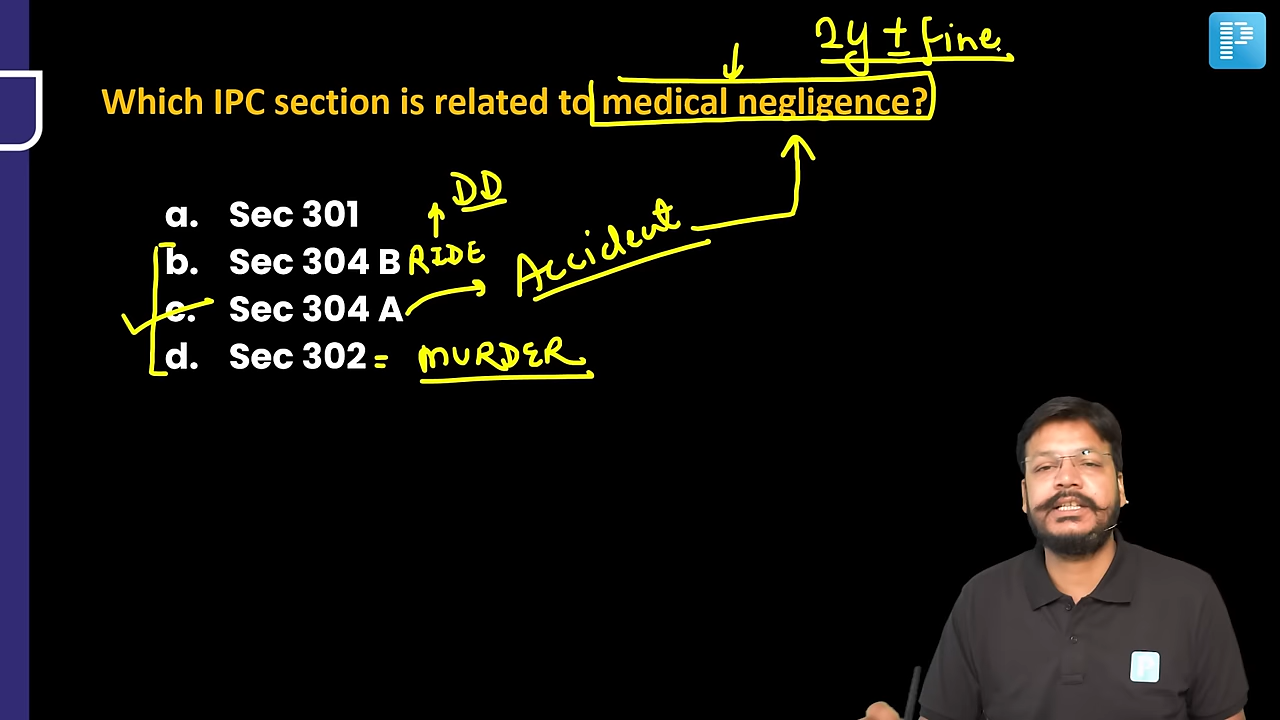 2y ± fine
Which IPC section is related to medical negligence?
DD
a. Sec 301
b. Sec 304 B RIDE
Accident
c. Sec 304 A
d. Sec 302 = MURDER